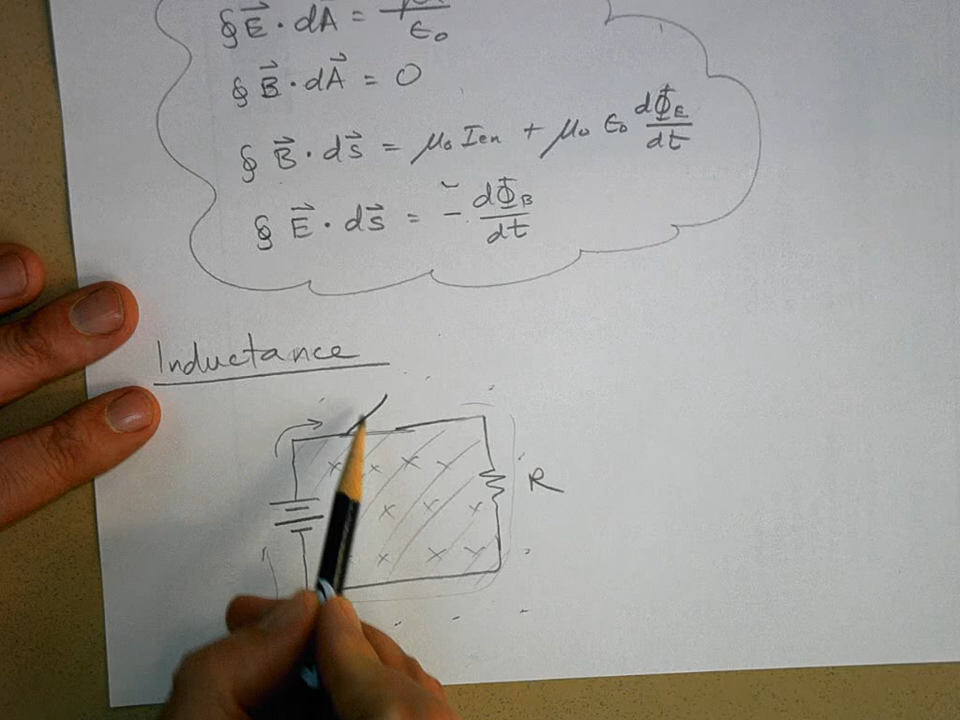 ∮ E⃗ · dA⃗ = / ε₀
∮ B⃗ · dA⃗ = 0
∮ B⃗ · ds⃗ = μ₀ Ien + μ₀ ε₀ dΦE/dt
∮ E⃗ · ds⃗ = - dΦB/dt
Inductance
R